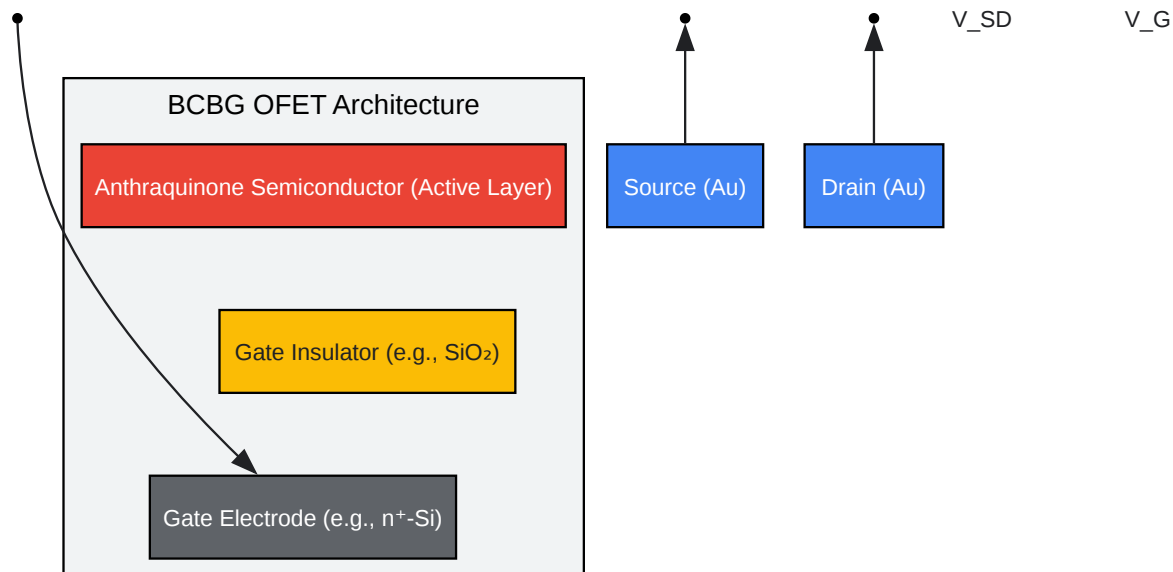 V_SD
V_G
BCBG OFET Architecture
Anthraquinone Semiconductor (Active Layer)
Source (Au)
Drain (Au)
Gate Insulator (e.g., SiO₂)
Gate Electrode (e.g., n⁺-Si)